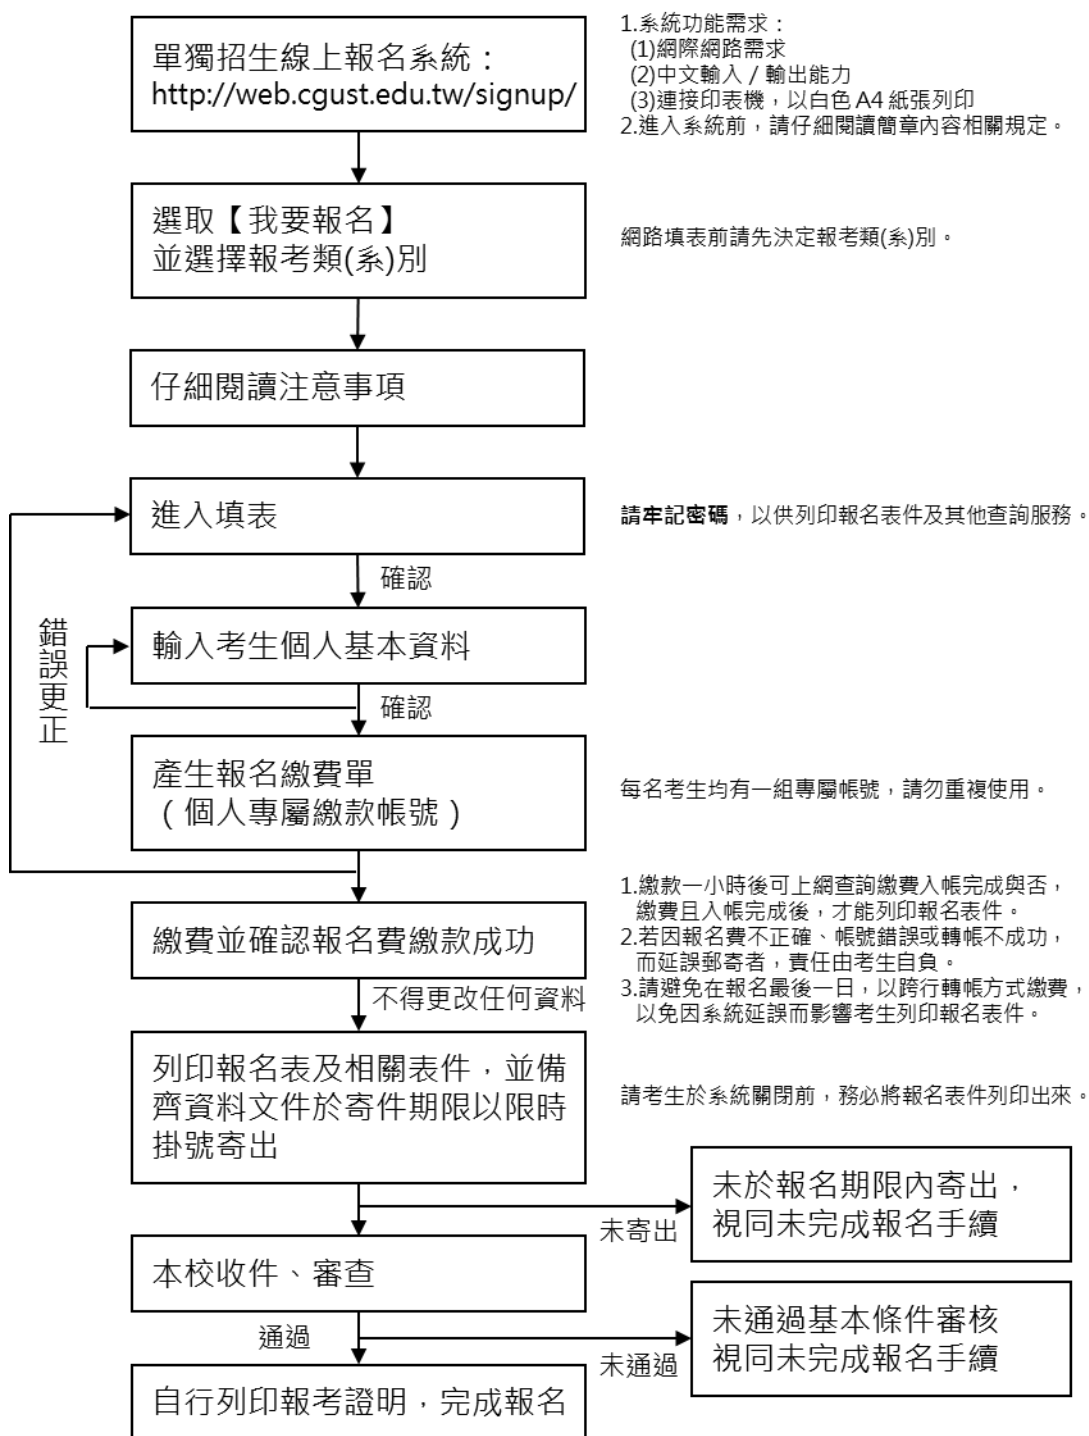 單獨招生線上報名系統：
http://web.cgust.edu.tw/signup/
1.系統功能需求：
(1)網際網路需求
(2)中文輸入／輸出能力
(3)連接印表機，以白色 A4 紙張列印
2.進入系統前，請仔細閱讀簡章內容相關規定。
選取【我要報名】
並選擇報考類(系)別
網路填表前請先決定報考類(系)別。
仔細閱讀注意事項
進入填表
請牢記密碼，以供列印報名表件及其他查詢服務。
確認
錯誤更正
輸入考生個人基本資料
確認
產生報名繳費單
（個人專屬繳款帳號）
每名考生均有一組專屬帳號，請勿重複使用。
繳費並確認報名費繳款成功
1.繳款一小時後可上網查詢繳費入帳完成與否，
繳費且入帳完成後，才能列印報名表件。
2.若因報名費不正確、帳號錯誤或轉帳不成功，
而延誤郵寄者，責任由考生自負。
3.請避免在報名最後一日，以跨行轉帳方式繳費，
以免因系統延誤而影響考生列印報名表件。
不得更改任何資料
列印報名表及相關表件，並備
齊資料文件於寄件期限以限時
掛號寄出
請考生於系統關閉前，務必將報名表件列印出來。
未寄出
未於報名期限內寄出，
視同未完成報名手續
本校收件、審查
通過
未通過
未通過基本條件審核
視同未完成報名手續
自行列印報考證明，完成報名